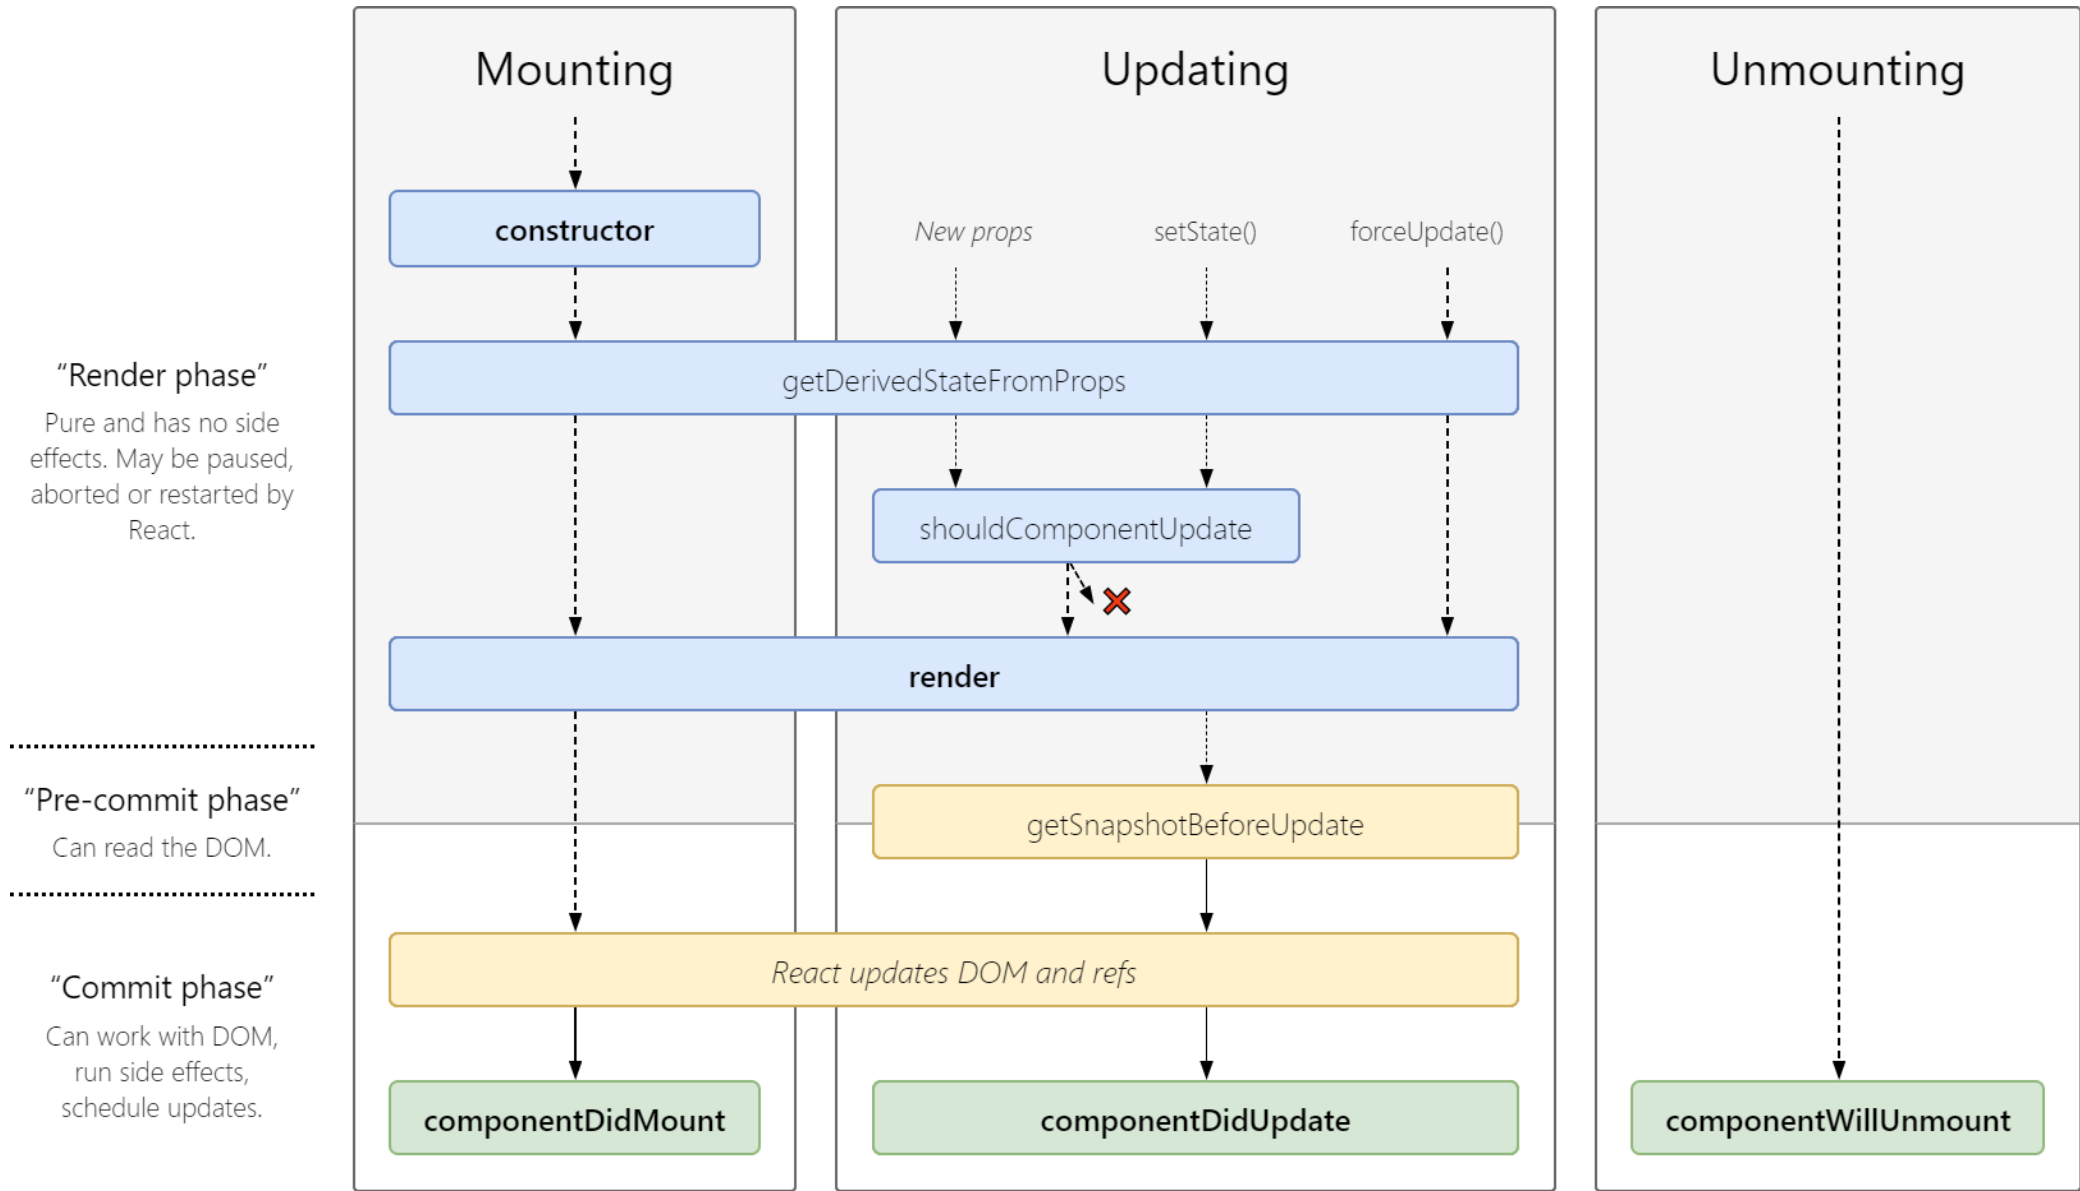 Mounting
Updating
Unmounting
constructor
New props
setState()
forceUpdate()
getDerivedStateFromProps
“Render phase”
Pure and has no side
effects. May be paused,
aborted or restarted by
React.
shouldComponentUpdate
render
“Pre-commit phase”
Can read the DOM.
getSnapshotBeforeUpdate
React updates DOM and refs
“Commit phase”
Can work with DOM,
run side effects,
schedule updates.
componentDidMount
componentDidUpdate
componentWillUnmount